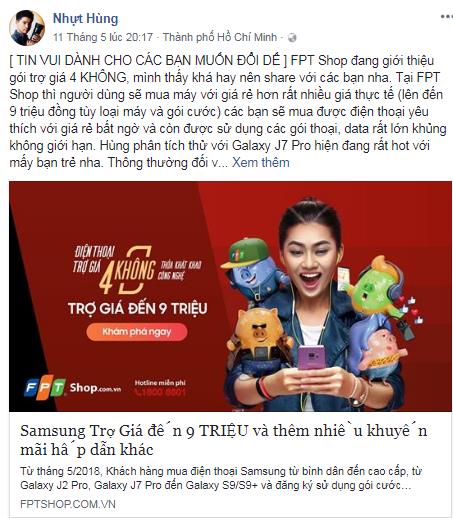 Nhựt Hùng
11 Tháng 5 lúc 20:17 · Thành phố Hồ Chí Minh ·
[ TIN VUI DÀNH CHO CÁC BẠN MUỐN ĐỔI DẾ ] FPT Shop đang giới thiệu
gói trợ giá 4 KHÔNG, mình thấy khá hay nên share với các bạn nha. Tại FPT
Shop thì người dùng sẽ mua máy với giá rẻ hơn rất nhiều giá thực tế (lên đến
9 triệu đồng tùy loại máy và gói cước) các bạn sẽ mua được điện thoại yêu
thích với giá rẻ bất ngờ và còn được sử dụng các gói thoại, data rất lớn khủng
không giới hạn. Hùng phân tích thử với Galaxy J7 Pro hiện đang rất hot với
mấy bạn trẻ nha. Thông thường đối v... Xem thêm
ĐIỆN THOẠI
TRỢ GIÁ
4 KHÔNG
THỎA KHÁT KHAO
CÔNG NGHỆ
TRỢ GIÁ ĐẾN 9 TRIỆU
Khám phá ngay
FPT Shop.com.vn
Hotline miễn phí
1800 6601
Samsung Trợ Giá đến 9 TRIỆU và thêm nhiều khuyến
mãi hấp dẫn khác
Từ tháng 5/2018, Khách hàng mua điện thoại Samsung từ bình dân đến cao cấp, từ
Galaxy J2 Pro, Galaxy J7 Pro đến Galaxy S9/S9+ và đăng ký sử dụng gói cước...
FPTSHOP.COM.VN